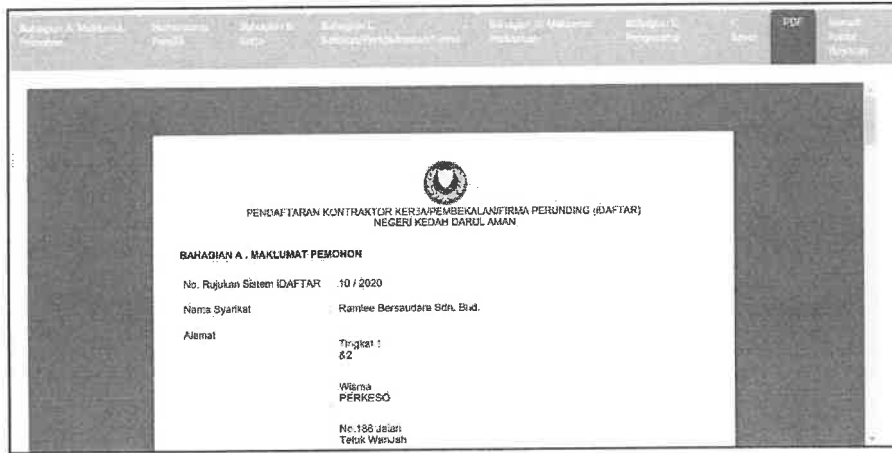 PDF
PENDAFTARAN KONTRAKTOR KERJA/PEMBEKALAN/FIRMA PERUNDING (iDAFTAR)
NEGERI KEDAH DARUL AMAN
BAHAGIAN A . MAKLUMAT PEMOHON
No. Rujukan Sistem iDAFTAR : 10 / 2020
Nama Syarikat : Ramlee Bersaudara Sdn. Bhd.
Alamat
Tingkat 1
&2
Wisma
PERKESO
No.186 Jalan
Teluk Wanjah